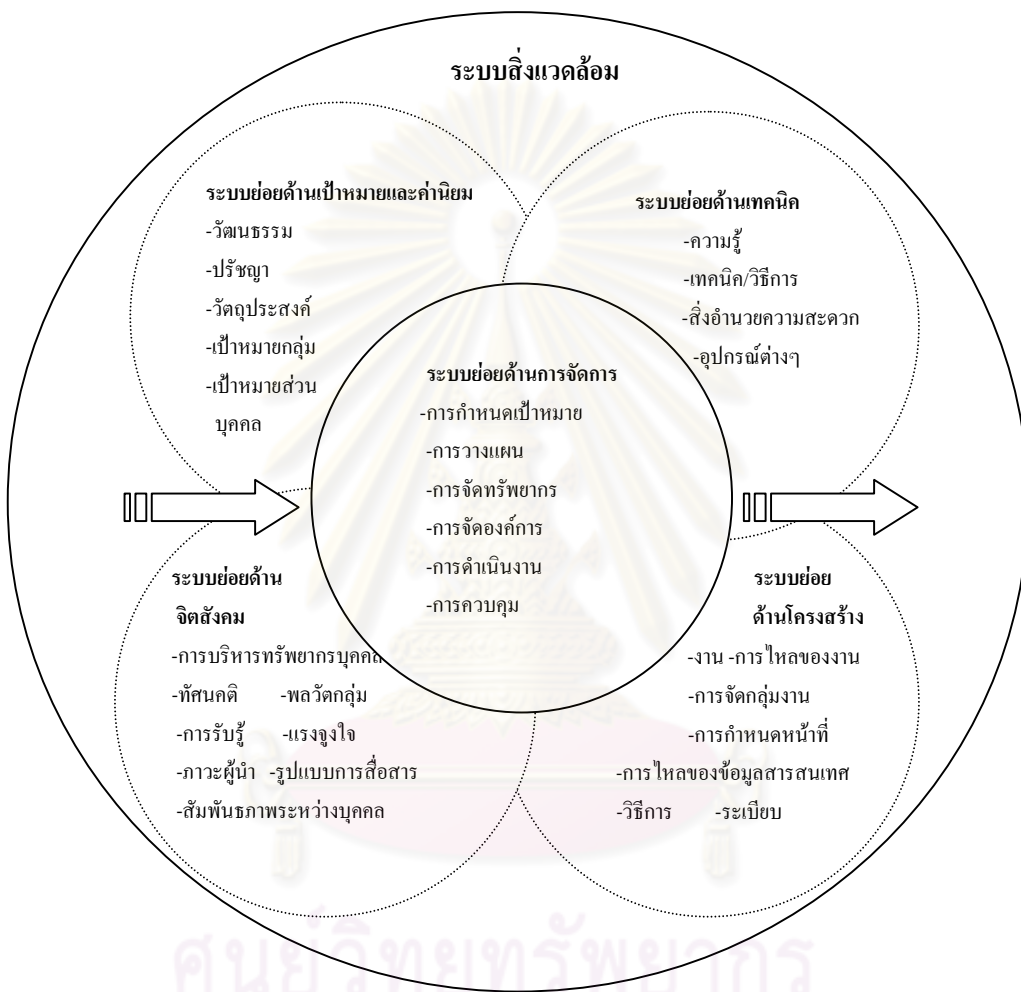 ระบบสิ่งแวดล้อม
ระบบย่อยด้านเป้าหมายและค่านิยม
-วัฒนธรรม
-ปรัชญา
-วัตถุประสงค์
-เป้าหมายกลุ่ม
-เป้าหมายส่วน
บุคคล
ระบบย่อยด้านเทคนิค
-ความรู้
-เทคนิค/วิธีการ
-สิ่งอำนวยความสะดวก
-อุปกรณ์ต่างๆ
ระบบย่อยด้านการจัดการ
-การกำหนดเป้าหมาย
-การวางแผน
-การจัดทรัพยากร
-การจัดองค์การ
-การดำเนินงาน
-การควบคุม
ระบบย่อยด้าน
จิตสังคม
-การบริหารทรัพยากรบุคคล
-ทัศนคติ -พลวัตกลุ่ม
-การรับรู้ -แรงจูงใจ
-ภาวะผู้นำ -รูปแบบการสื่อสาร
-สัมพันธภาพระหว่างบุคคล
ระบบย่อย
ด้านโครงสร้าง
-งาน -การไหลของงาน
-การจัดกลุ่มงาน
-การกำหนดหน้าที่
-การไหลของข้อมูลสารสนเทศ
-วิธีการ -ระเบียบ
ศูนย์วิทยทรัพยากร